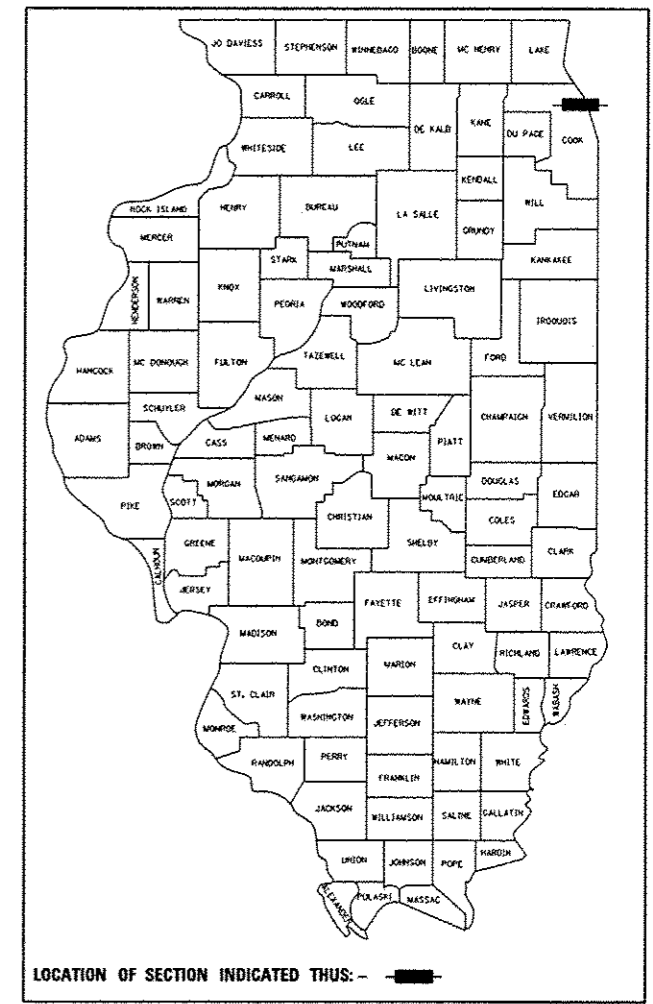 JO DAVIESS
STEPHENSON
WINNEBAGO
BOONE
MC HENRY
LAKE
CARROLL
OGLE
DE KALB
KANE
DU PAGE
COOK
WHITESIDE
LEE
KENDALL
WILL
ROCK ISLAND
HENRY
BUREAU
LA SALLE
GRUNDY
MERCER
PUTNAM
STARK
MARSHALL
KANKAKEE
HENDERSON
WARREN
KNOX
PEORIA
WOODFORD
LIVINGSTON
IROQUOIS
HANCOCK
MC DONOUGH
FULTON
TAZEWELL
MC LEAN
FORD
SCHUYLER
MASON
LOGAN
DE WITT
CHAMPAIGN
VERMILION
ADAMS
BROWN
CASS
MENARD
PIATT
MACON
PIKE
SCOTT
MORGAN
SANGAMON
MOULTRIE
DOUGLAS
EDGAR
CHRISTIAN
COLES
CALHOUN
GREENE
MACOUPIN
MONTGOMERY
SHELBY
CUMBERLAND
CLARK
JERSEY
FAYETTE
EFFINGHAM
JASPER
CRAWFORD
MADISON
BOND
CLAY
RICHLAND
LAWRENCE
CLINTON
MARION
ST. CLAIR
WAYNE
EDWARDS
WABASH
WASHINGTON
JEFFERSON
MONROE
RANDOLPH
PERRY
HAMILTON
WHITE
FRANKLIN
JACKSON
WILLIAMSON
SALINE
GALLATIN
UNION
JOHNSON
POPE
HARDIN
ALEXANDER
PULASKI
MASSAC
LOCATION OF SECTION INDICATED THUS: -